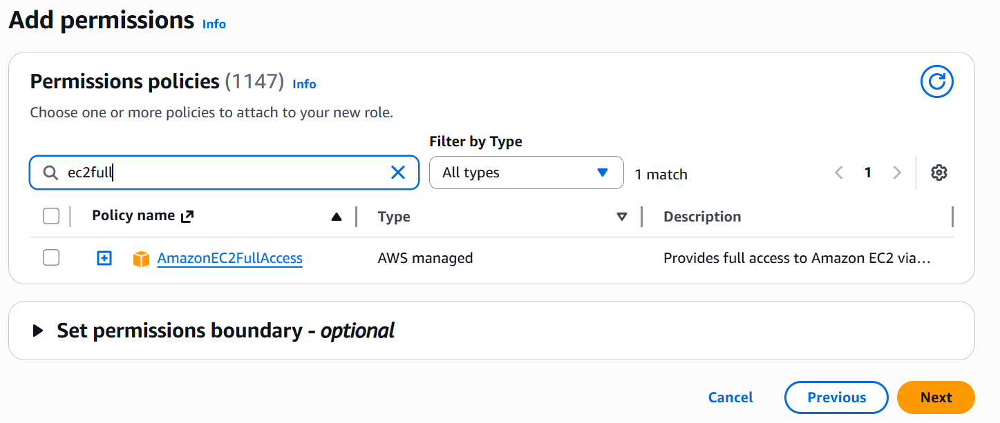 Add permissions Info
Permissions policies (1147) Info
Choose one or more policies to attach to your new role.
Filter by Type
ec2full
All types
1 match
1
Policy name
Type
Description
AmazonEC2FullAccess
AWS managed
Provides full access to Amazon EC2 via…
Set permissions boundary - optional
Cancel
Previous
Next